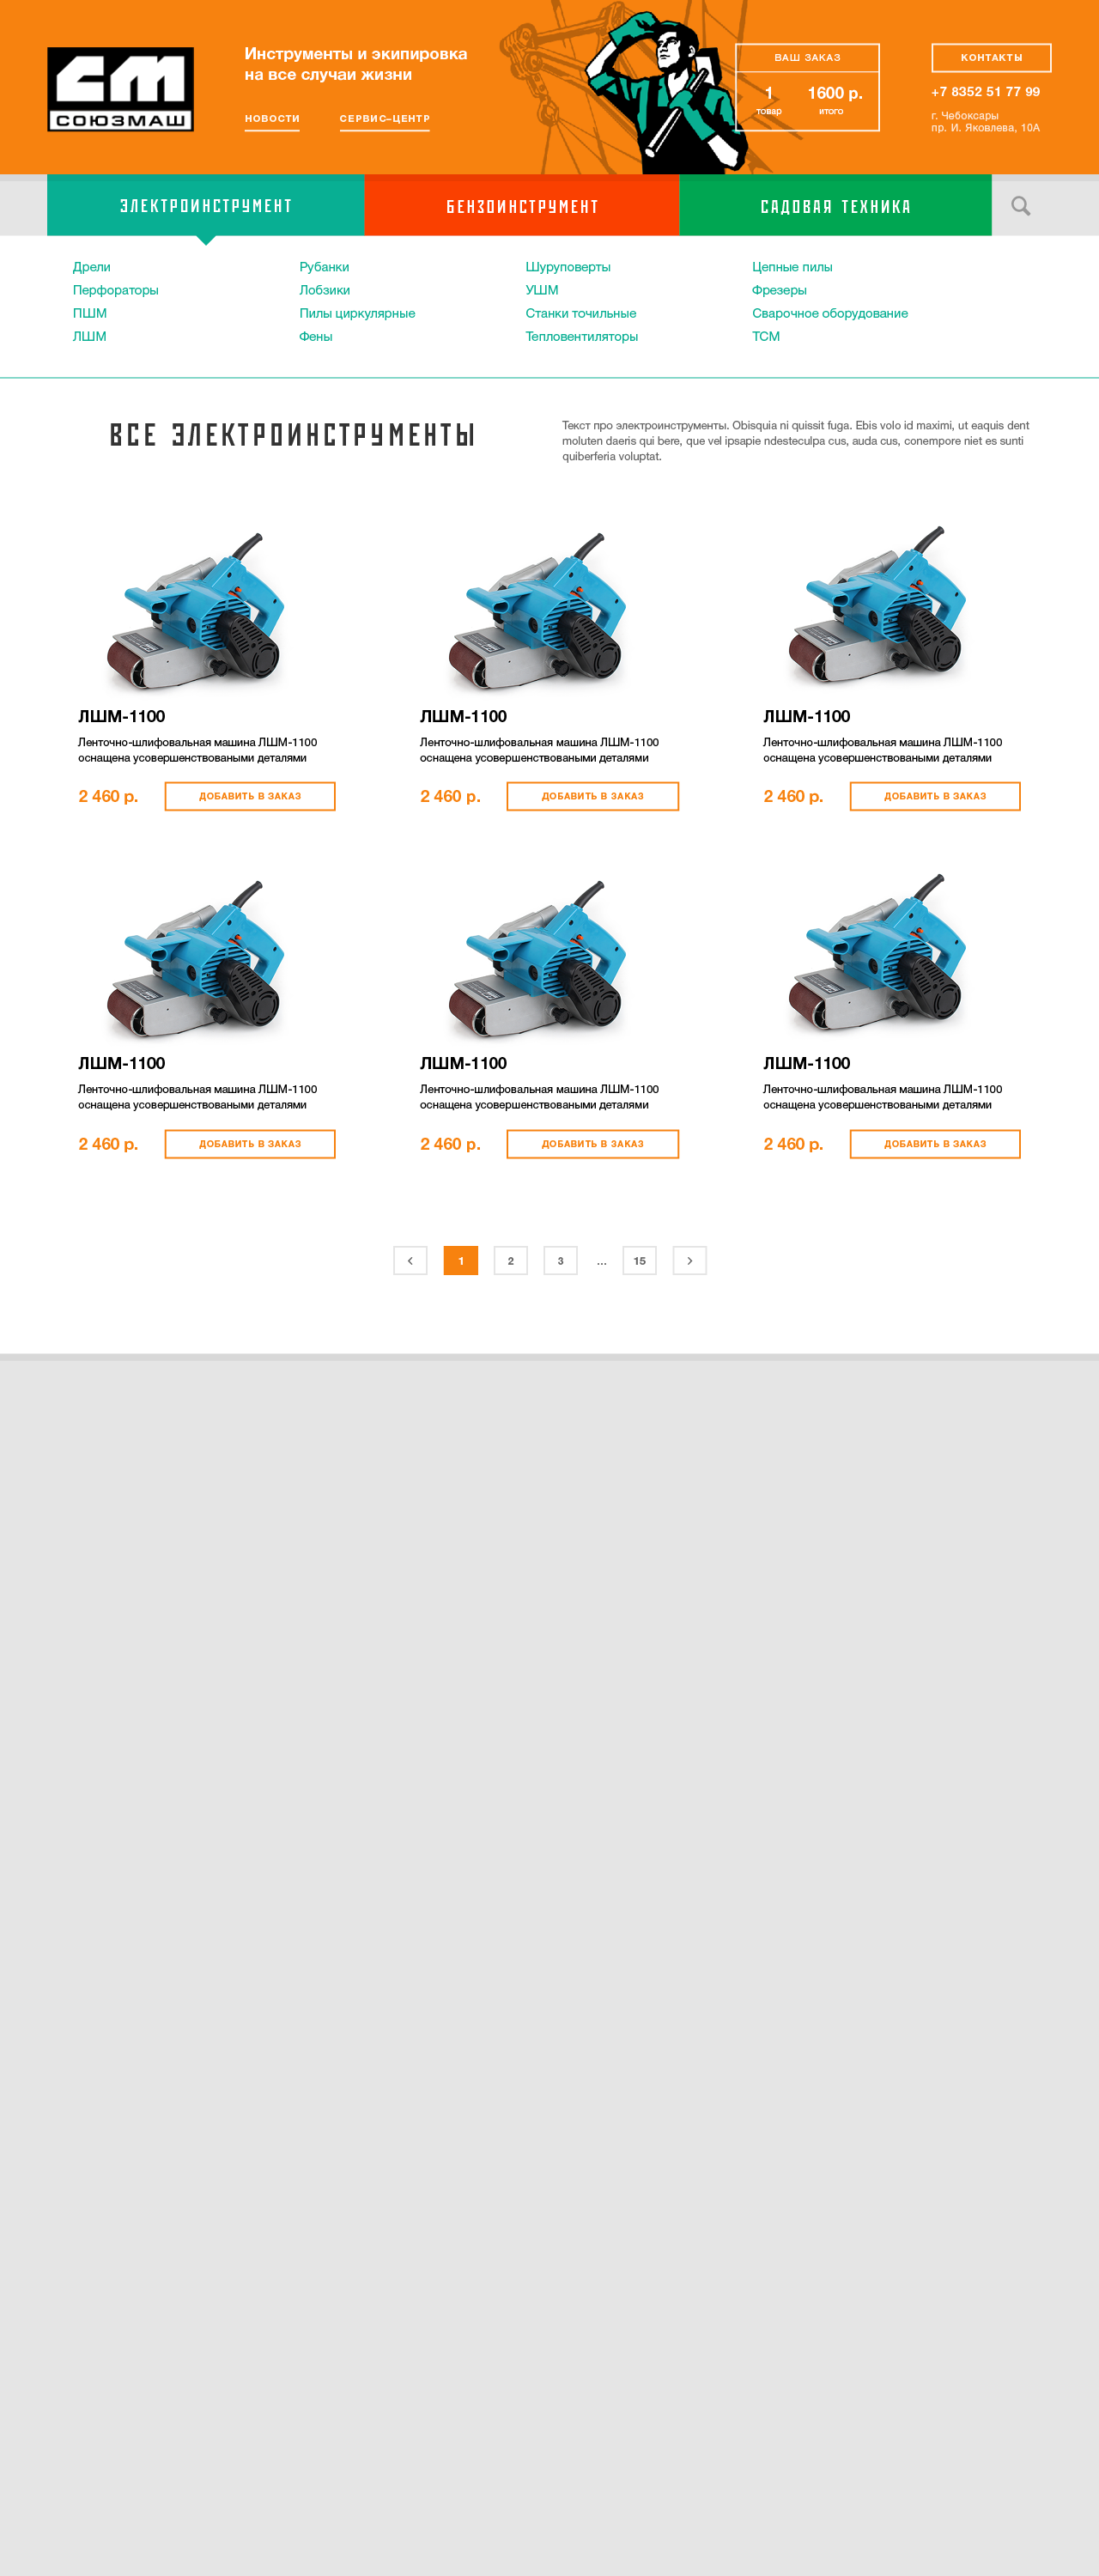 СМ
СОЮЗМАШ
Инструменты и экипировка
на все случаи жизни
НОВОСТИ
СЕРВИС-ЦЕНТР
ВАШ ЗАКАЗ
1
1600 р.
товар
итого
КОНТАКТЫ
+7 8352 51 77 99
г. Чебоксары
пр. И. Яковлева, 10А
ЭЛЕКТРОИНСТРУМЕНТ
БЕНЗОИНСТРУМЕНТ
САДОВАЯ ТЕХНИКА
Дрели
Перфораторы
ПШМ
ЛШМ
Рубанки
Лобзики
Пилы циркулярные
Фены
Шуруповерты
УШМ
Станки точильные
Тепловентиляторы
Цепные пилы
Фрезеры
Сварочное оборудование
ТСМ
ВСЕ ЭЛЕКТРОИНСТРУМЕНТЫ
Текст про электроинструменты. Obisquia ni quissit fuga. Ebis volo id maximi, ut eaquis dent
moluten daeris qui bere, que vel ipsapie ndesteculpa cus, auda cus, conempore niet es sunti
quiberferia voluptat.
ЛШМ-1100
Ленточно-шлифовальная машина ЛШМ-1100
оснащена усовершенствоваными деталями
2 460 р.
ДОБАВИТЬ В ЗАКАЗ
ЛШМ-1100
Ленточно-шлифовальная машина ЛШМ-1100
оснащена усовершенствоваными деталями
2 460 р.
ДОБАВИТЬ В ЗАКАЗ
ЛШМ-1100
Ленточно-шлифовальная машина ЛШМ-1100
оснащена усовершенствоваными деталями
2 460 р.
ДОБАВИТЬ В ЗАКАЗ
ЛШМ-1100
Ленточно-шлифовальная машина ЛШМ-1100
оснащена усовершенствоваными деталями
2 460 р.
ДОБАВИТЬ В ЗАКАЗ
ЛШМ-1100
Ленточно-шлифовальная машина ЛШМ-1100
оснащена усовершенствоваными деталями
2 460 р.
ДОБАВИТЬ В ЗАКАЗ
ЛШМ-1100
Ленточно-шлифовальная машина ЛШМ-1100
оснащена усовершенствоваными деталями
2 460 р.
ДОБАВИТЬ В ЗАКАЗ
1 2 3 ... 15